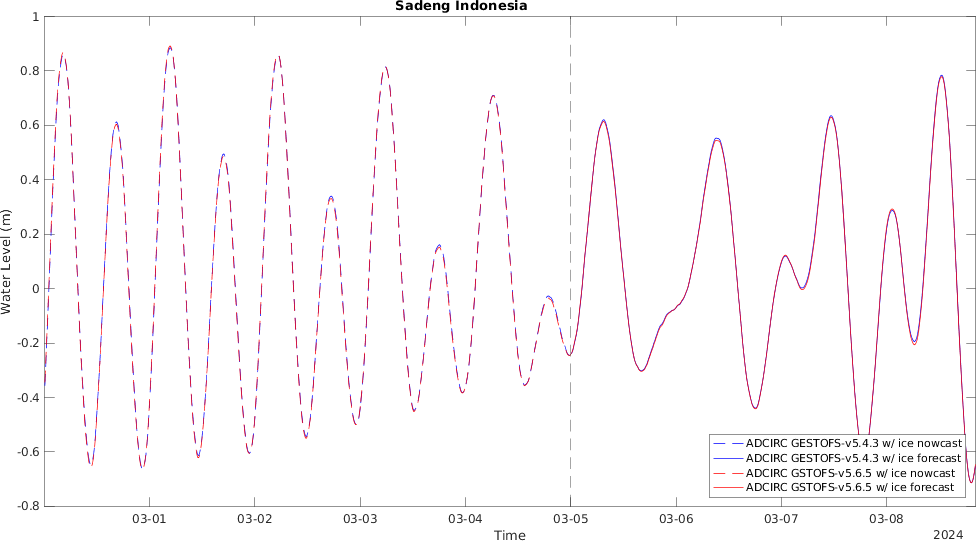 Sadeng Indonesia
1
0.8
0.6
0.4
0.2
0
-0.2
-0.4
-0.6
-0.8
Water Level (m)
03-01
03-02
03-03
03-04
03-05
03-06
03-07
03-08
Time
2024
ADCIRC GESTOFS-v5.4.3 w/ ice nowcast
ADCIRC GESTOFS-v5.4.3 w/ ice forecast
ADCIRC GSTOFS-v5.6.5 w/ ice nowcast
ADCIRC GSTOFS-v5.6.5 w/ ice forecast